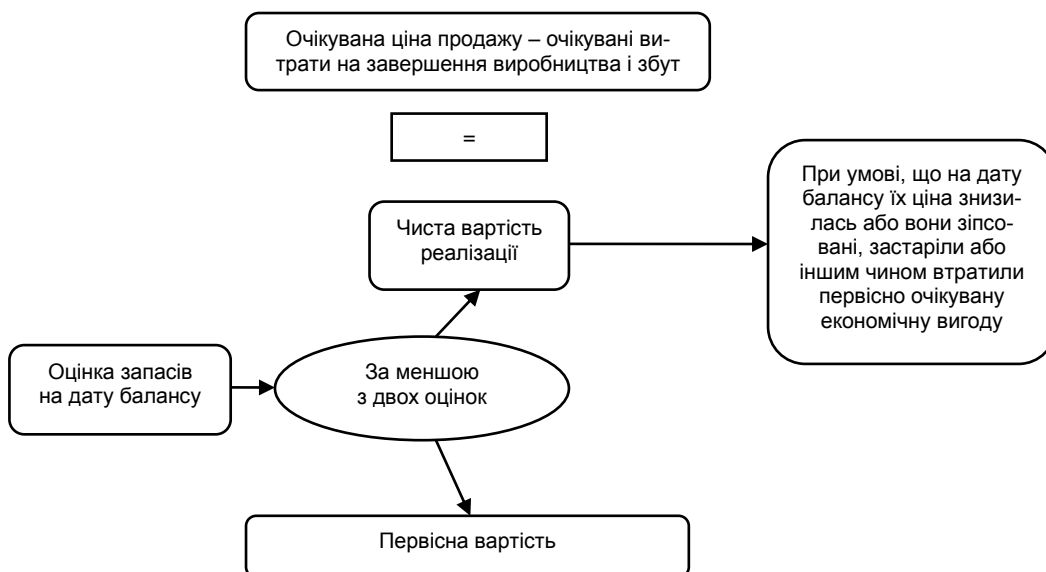 Очікувана ціна продажу – очікувані ви-
трати на завершення виробництва і збут
=
Чиста вартість
реалізації
При умові, що на дату
балансу їх ціна знизи-
лась або вони зіпсо-
вані, застаріли або
іншим чином втратили
первісно очікувану
економічну вигоду
Оцінка запасів
на дату балансу
За меншою
з двох оцінок
Первісна вартість